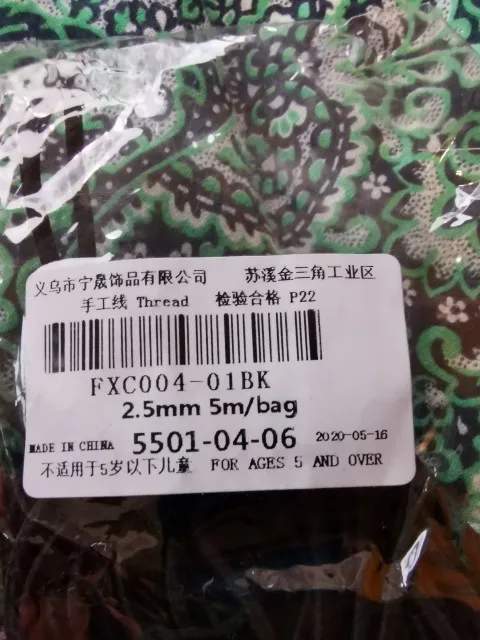 义乌市宁晟饰品有限公司 苏溪金三角工业区
手工线 Thread 检验合格 P22
FXC004-01BK
2.5mm 5m/bag
MADE IN CHINA 5501-04-06 2020-05-16
不适用于5岁以下儿童 FOR AGES 5 AND OVER